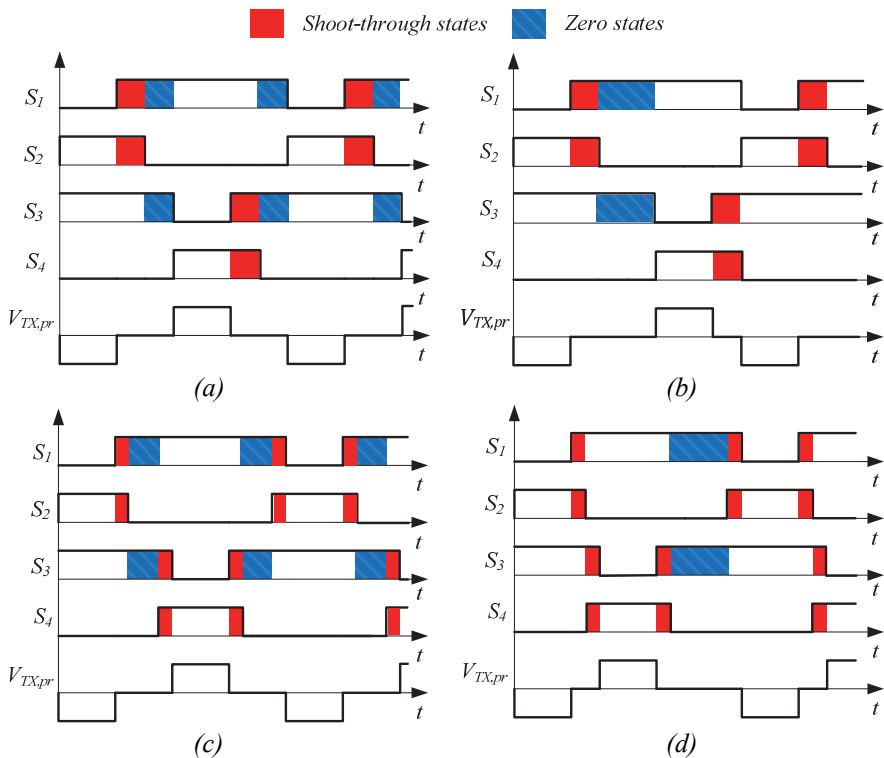 Shoot-through states
Zero states
S1
t
S2
t
S3
t
S4
t
VTX,pr
t
(a)
S1
t
S2
t
S3
t
S4
t
VTX,pr
t
(b)
S1
t
S2
t
S3
t
S4
t
VTX,pr
t
(c)
S1
t
S2
t
S3
t
S4
t
VTX,pr
t
(d)